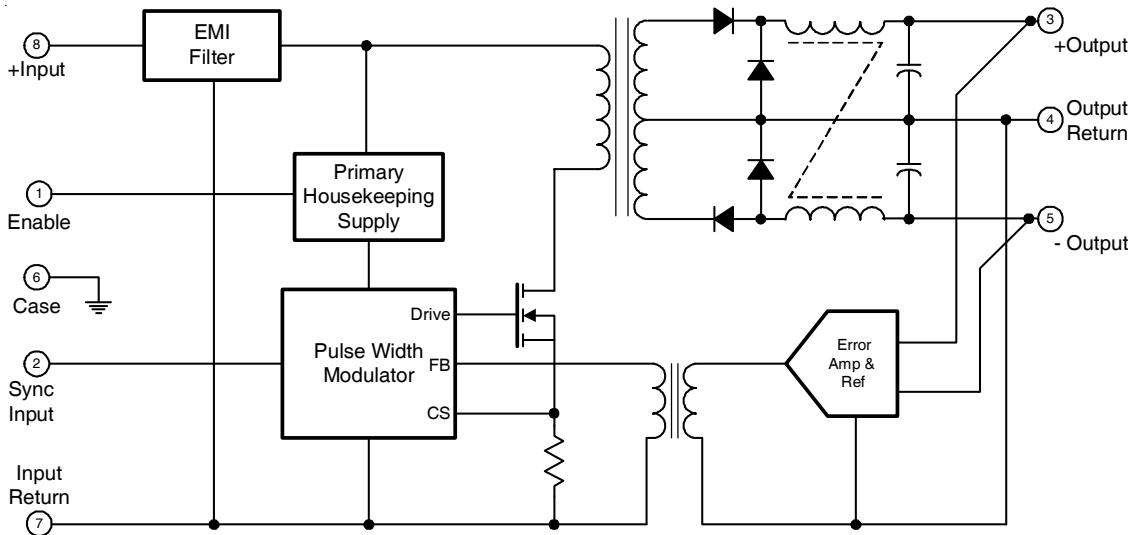 EMI
Filter
8
+Input
3
+Output
4
Output
Return
Primary
Housekeeping
Supply
1
Enable
5
- Output
6
Case
Drive
Pulse Width
Modulator
FB
CS
Error
Amp &
Ref
2
Sync
Input
Input
Return
7